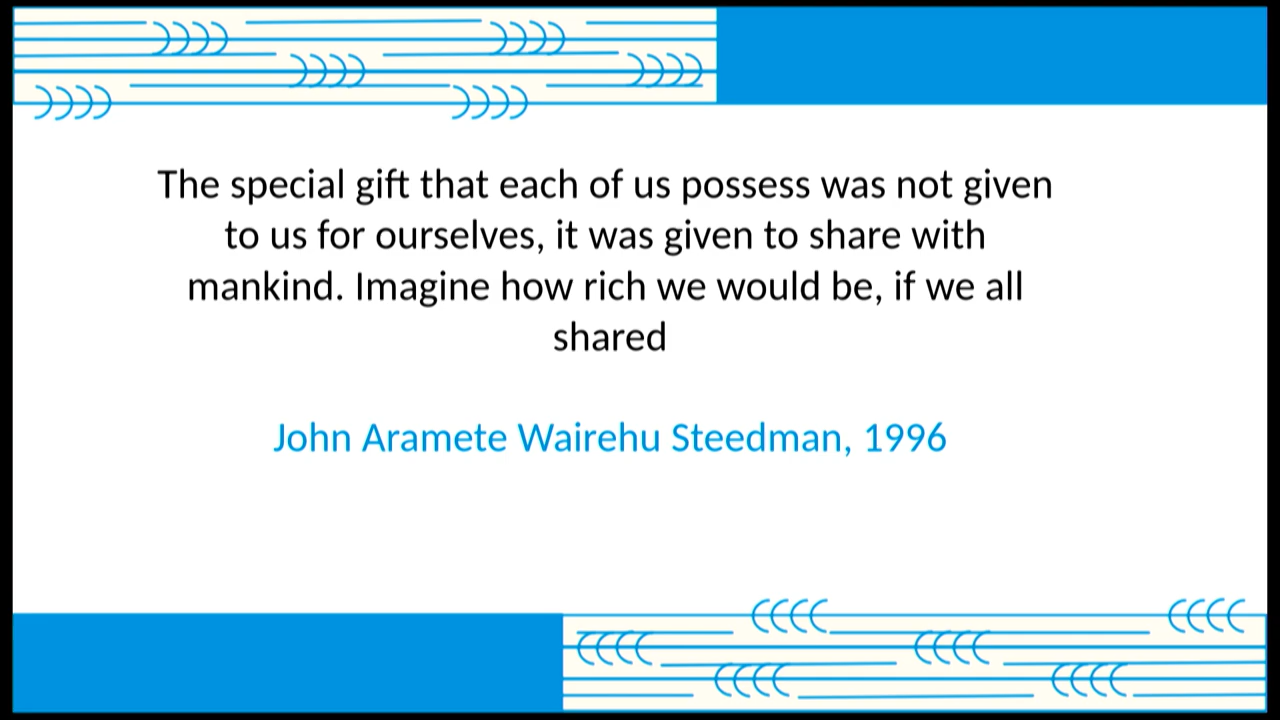 The special gift that each of us possess was not given
to us for ourselves, it was given to share with
mankind. Imagine how rich we would be, if we all
shared
John Aramete Wairehu Steedman, 1996